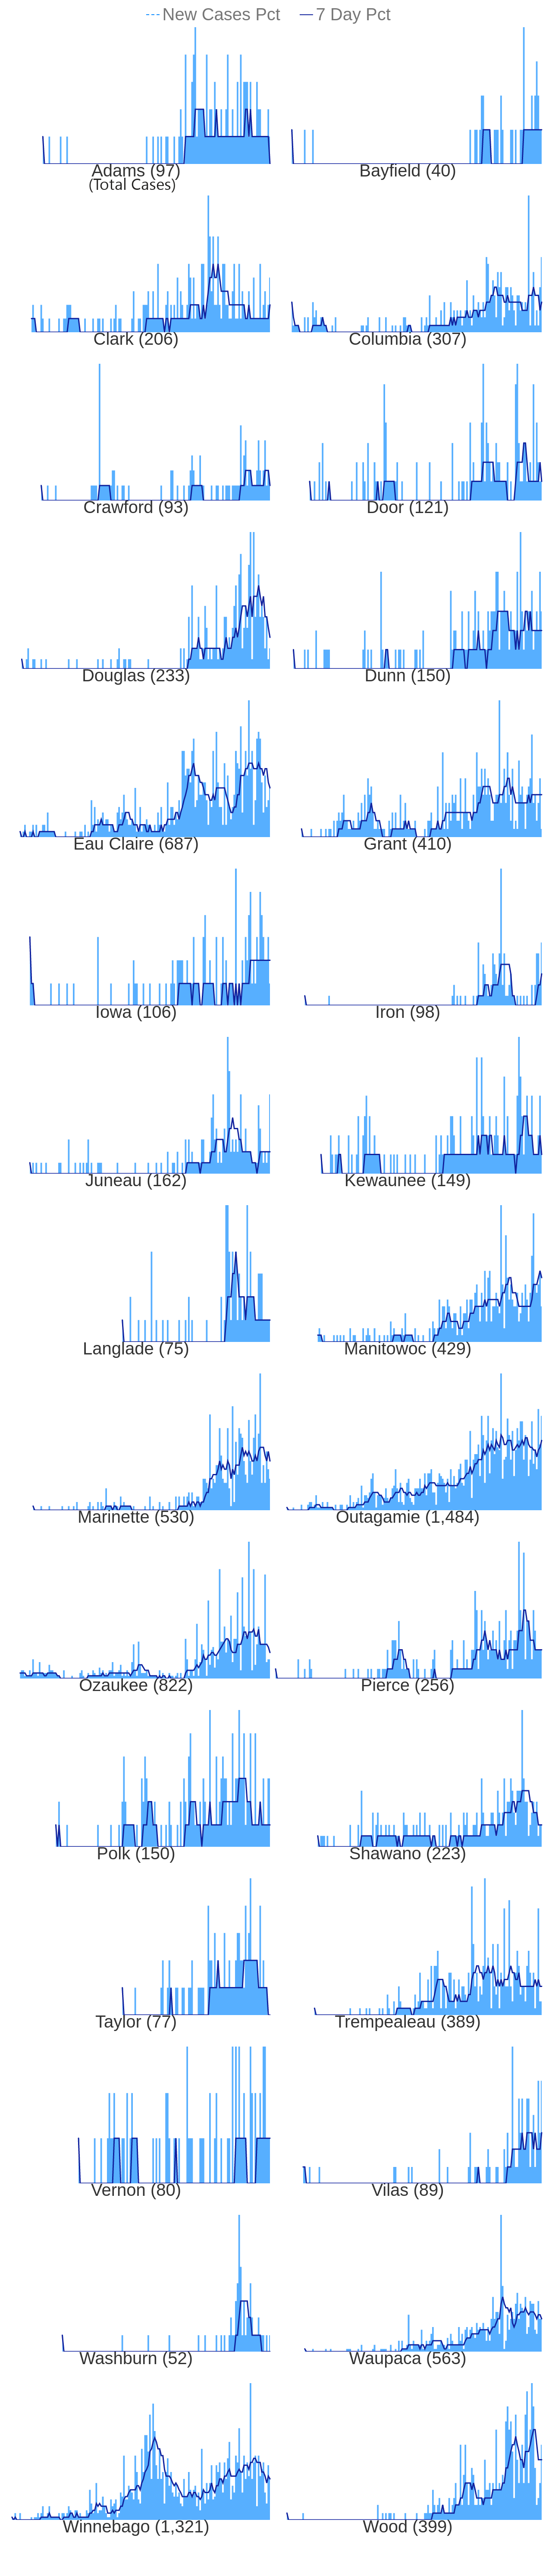 New Cases Pct 7 Day Pct
Adams (97) Bayfield (40)
(Total Cases)
Clark (206) Columbia (307)
Crawford (93) Door (121)
Douglas (233) Dunn (150)
Eau Claire (687) Grant (410)
Iowa (106) Iron (98)
Juneau (162) Kewaunee (149)
Langlade (75) Manitowoc (429)
Marinette (530) Outagamie (1,484)
Ozaukee (822) Pierce (256)
Polk (150) Shawano (223)
Taylor (77) Trempealeau (389)
Vernon (80) Vilas (89)
Washburn (52) Waupaca (563)
Winnebago (1,321) Wood (399)